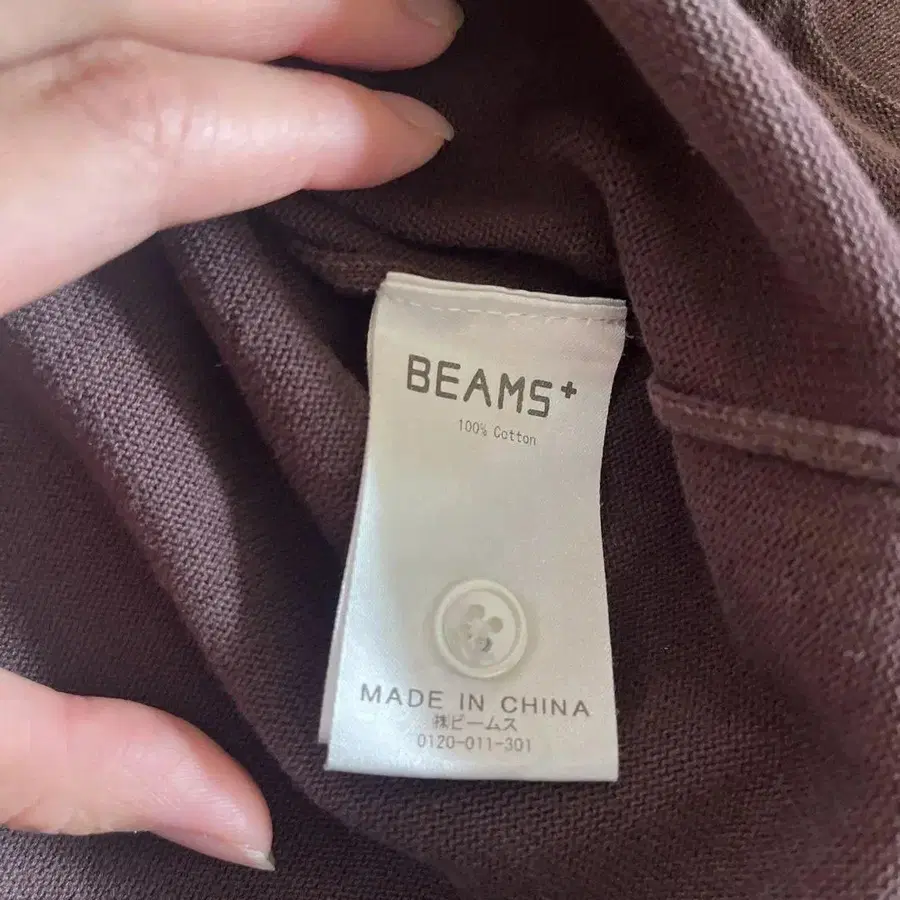 BEAMS+
100% Cotton
MADE IN CHINA
㈱ビームス
0120-011-301